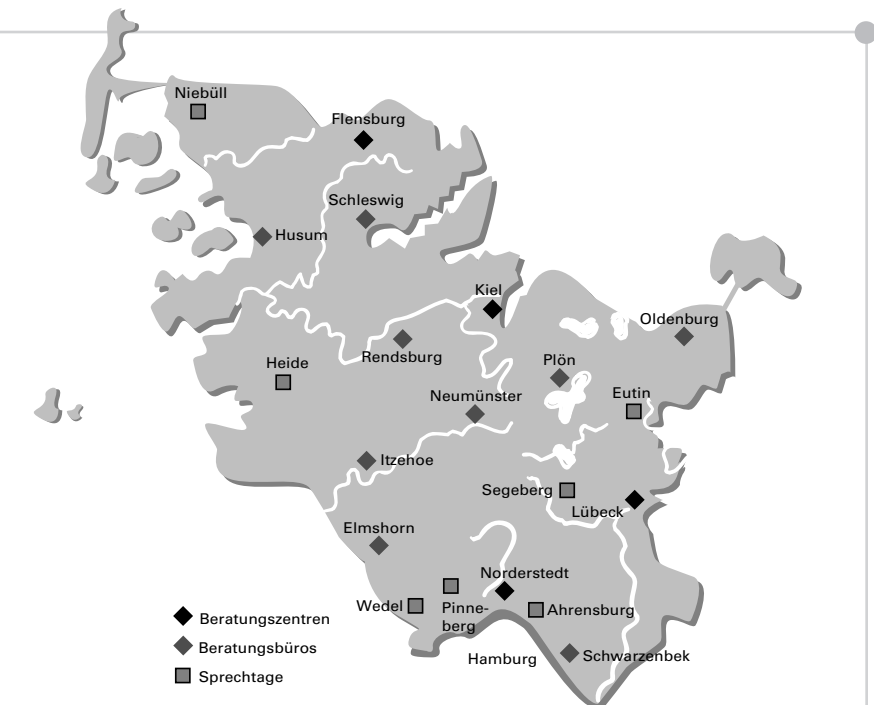 Niebüll
Flensburg
Schleswig
Husum
Kiel
Oldenburg
Rendsburg
Heide
Plön
Eutin
Neumünster
Itzehoe
Segeberg
Lübeck
Elmshorn
Norderstedt
Wedel
Pinne-
berg
Ahrensburg
Hamburg
Schwarzenbek
Beratungszentren
Beratungsbüros
Sprechtage